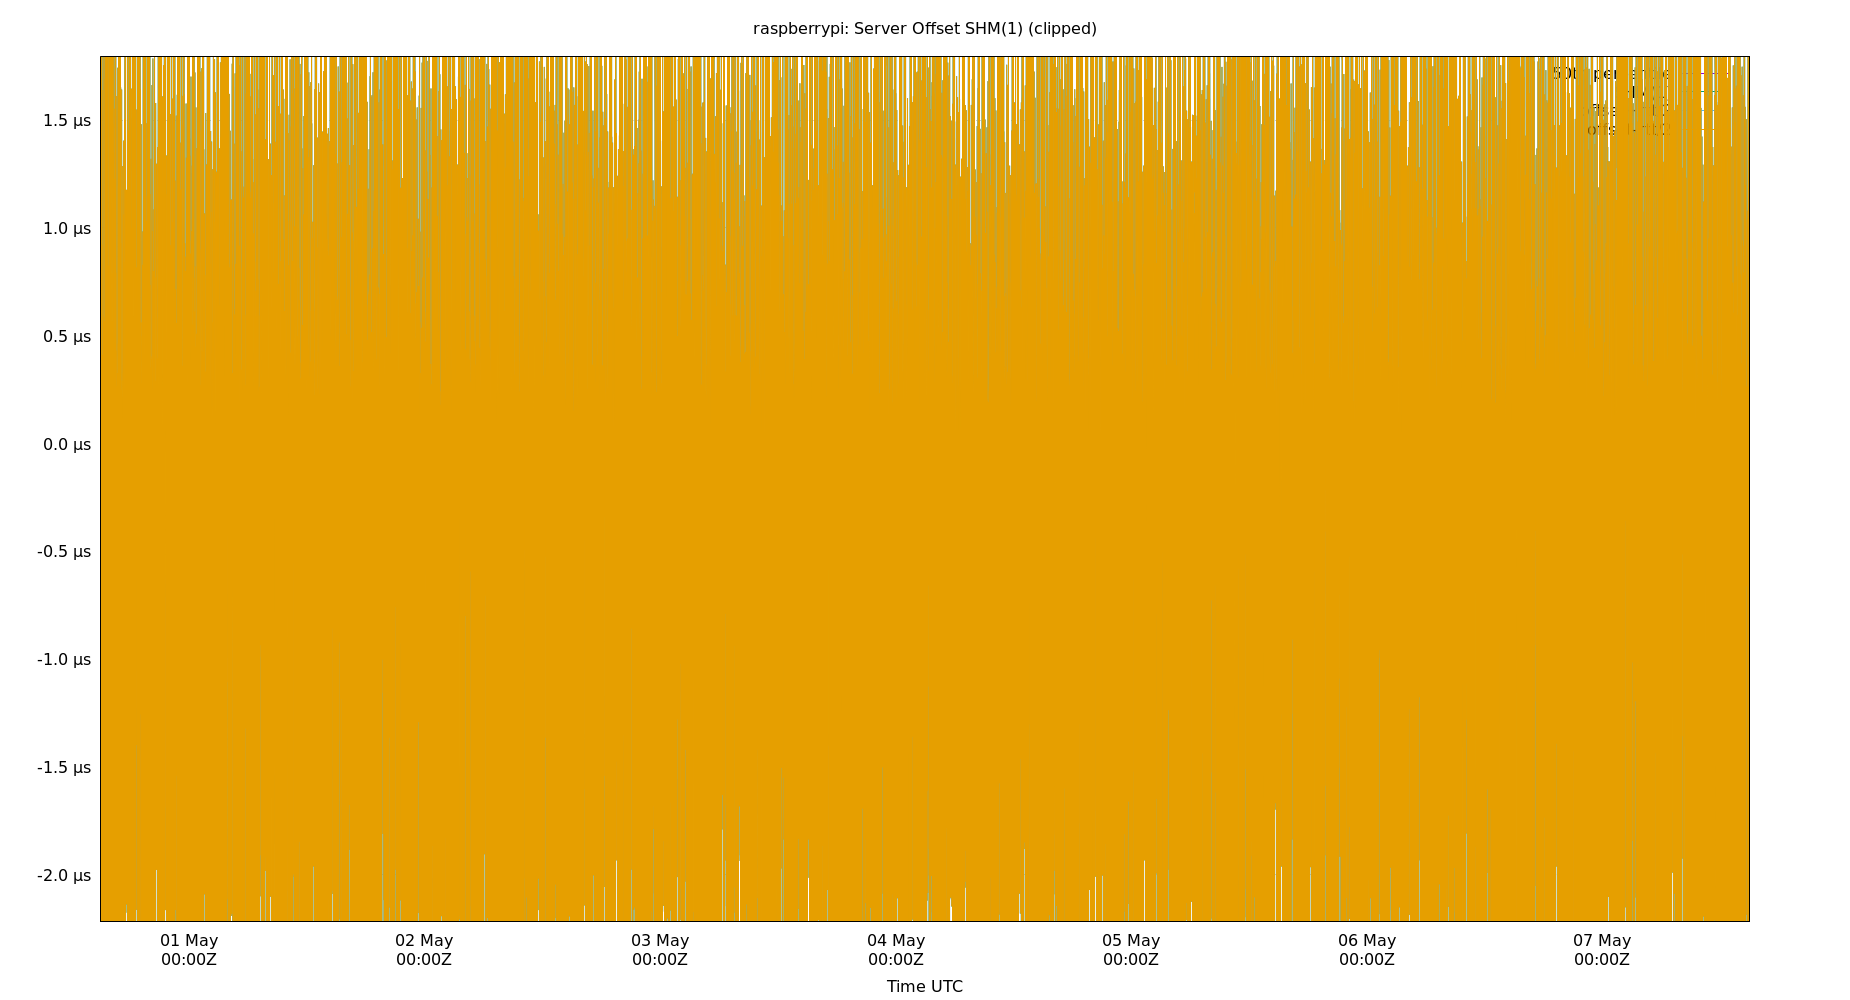 raspberrypi: Server Offset SHM(1) (clipped)
1.5 µs
1.0 µs
0.5 µs
0.0 µs
-0.5 µs
-1.0 µs
-1.5 µs
-2.0 µs
01 May 02 May 03 May 04 May 05 May 06 May 07 May
00:00Z 00:00Z 00:00Z 00:00Z 00:00Z 00:00Z 00:00Z
Time UTC